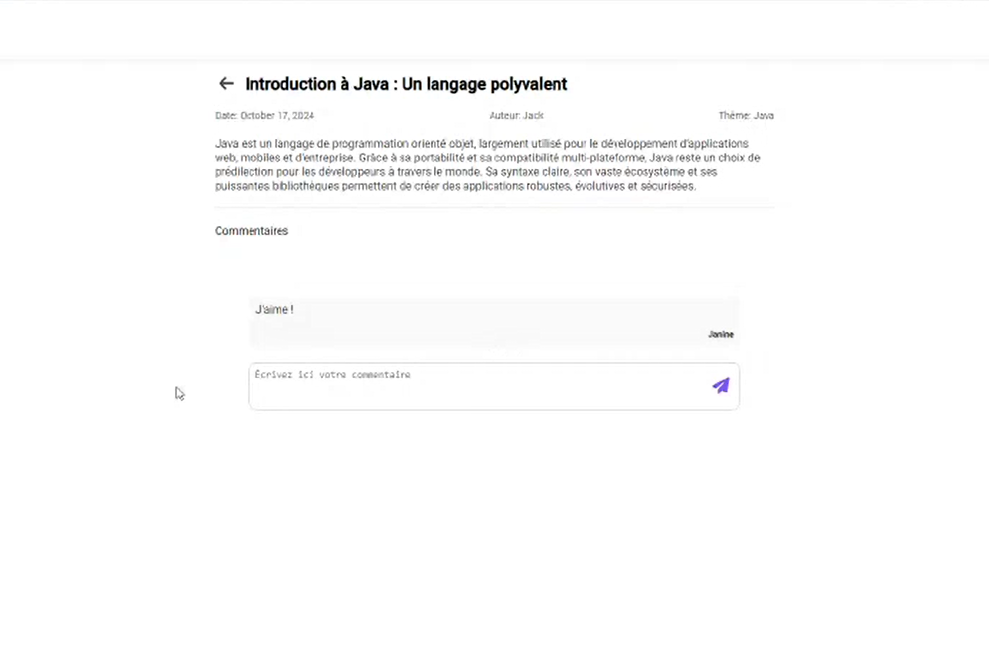 Introduction à Java : Un langage polyvalent
Date: October 17, 2024 Auteur: Jack Thème: Java
Java est un langage de programmation orienté objet, largement utilisé pour le développement d'applications
web, mobiles et d'entreprise. Grâce à sa portabilité et sa compatibilité multi-plateforme, Java reste un choix de
prédilection pour les développeurs à travers le monde. Sa syntaxe claire, son vaste écosystème et ses
puissantes bibliothèques permettent de créer des applications robustes, évolutives et sécurisées.
Commentaires
J'aime !
Janine
Écrivez ici votre commentaire